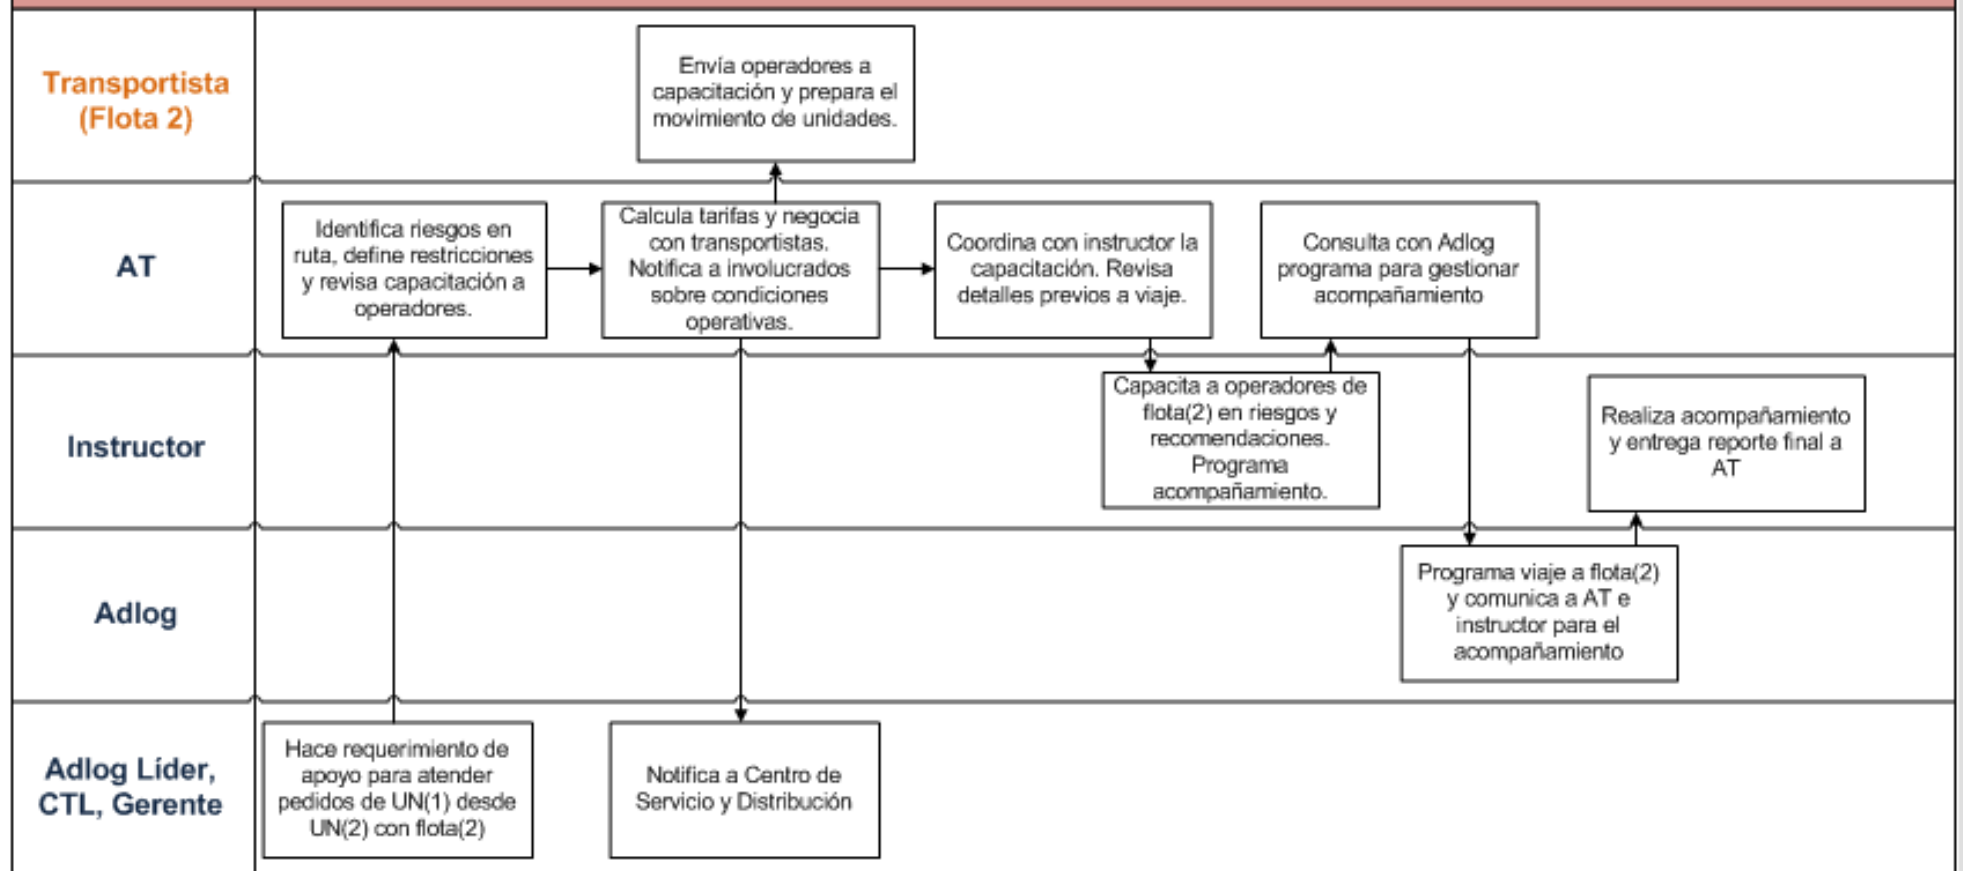 Transportista
(Flota 2)
Envía operadores a
capacitación y prepara el
movimiento de unidades.
AT
Identifica riesgos en
ruta, define restricciones
y revisa capacitación a
operadores.
Calcula tarifas y negocia
con transportistas.
Notifica a involucrados
sobre condiciones
operativas.
Coordina con instructor la
capacitación. Revisa
detalles previos a viaje.
Consulta con Adlog
programa para gestionar
acompañamiento
Instructor
Capacita a operadores de
flota(2) en riesgos y
recomendaciones.
Programa
acompañamiento.
Realiza acompañamiento
y entrega reporte final a
AT
Adlog
Programa viaje a flota(2)
y comunica a AT e
instructor para el
acompañamiento
Adlog Líder,
CTL, Gerente
Hace requerimiento de
apoyo para atender
pedidos de UN(1) desde
UN(2) con flota(2)
Notifica a Centro de
Servicio y Distribución